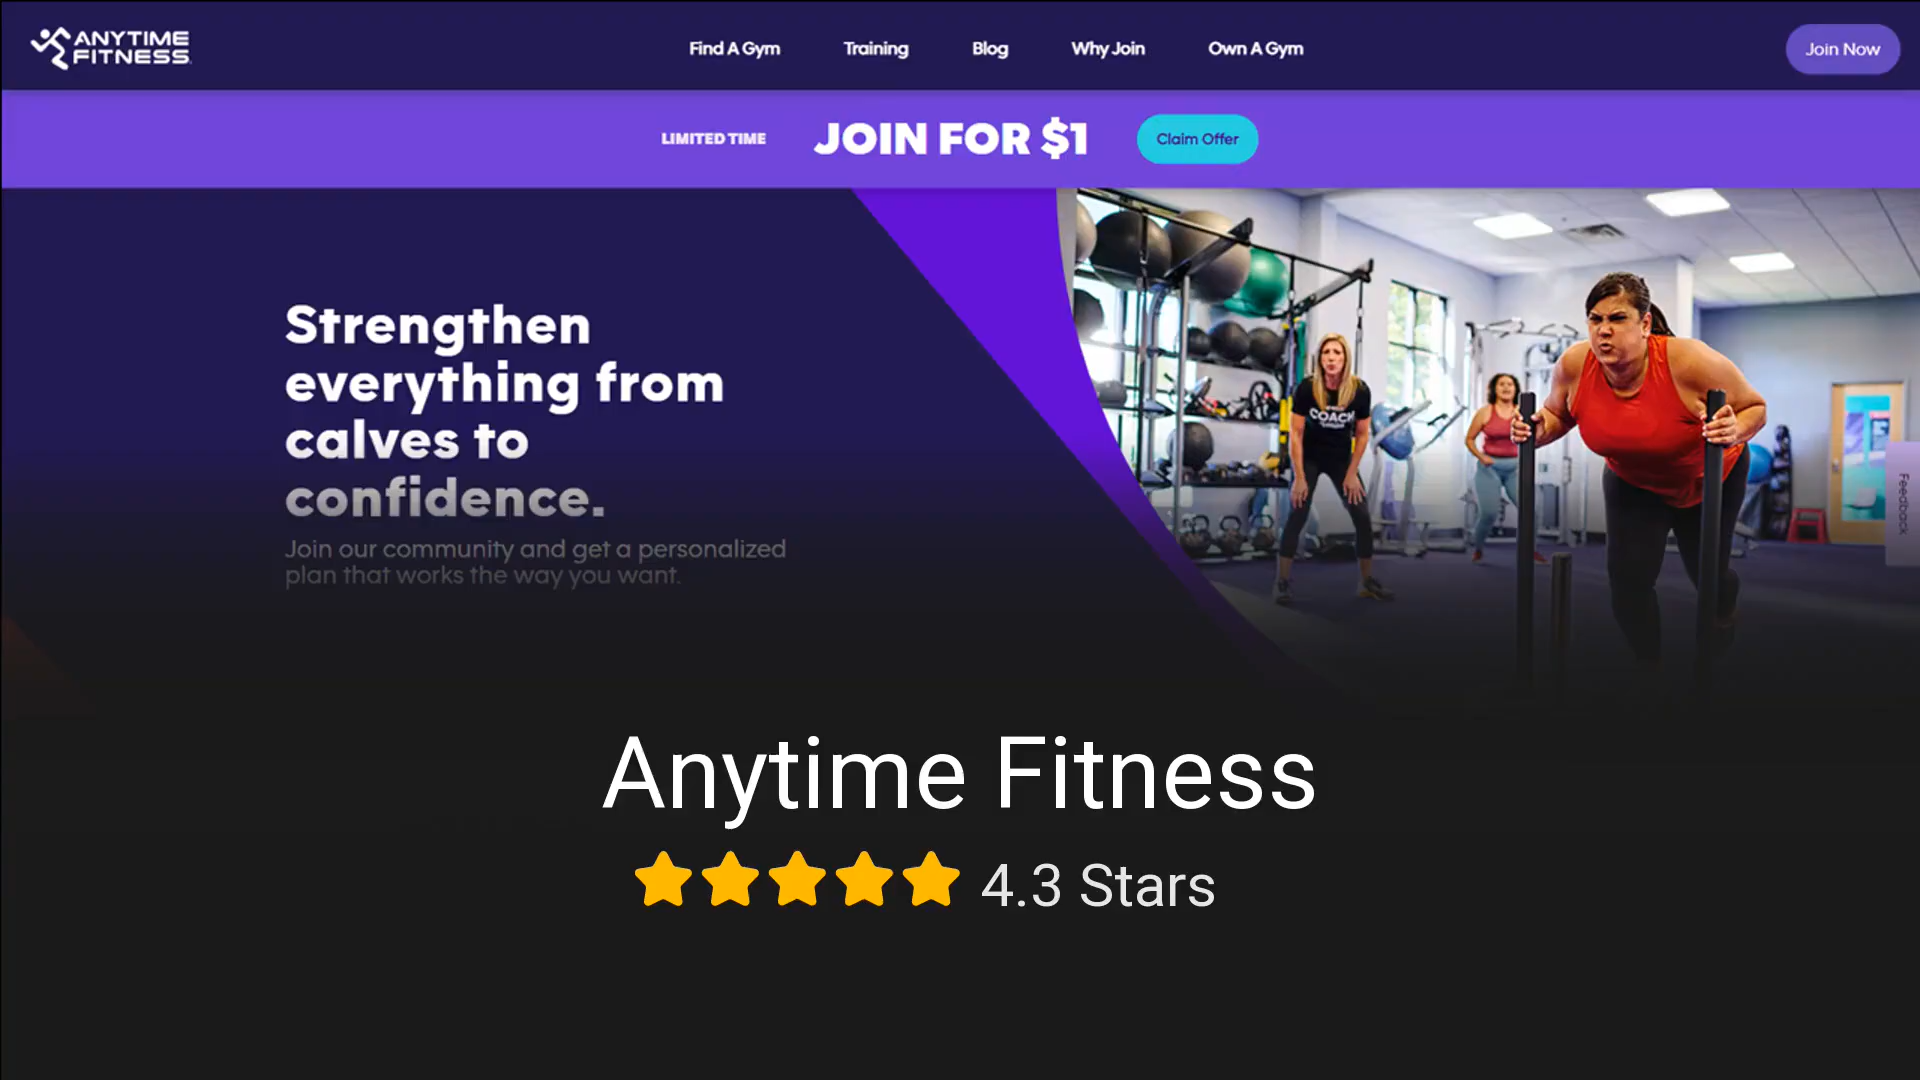 ANYTIME
FITNESS
Find A Gym
Training
Blog
Why Join
Own A Gym
Join Now
LIMITED TIME
JOIN FOR $1
Claim Offer
Strengthen
everything from
calves to
confidence.
Join our community and get a personalized
plan that works the way you want.
COACH
Feedback
Anytime Fitness
4.3 Stars